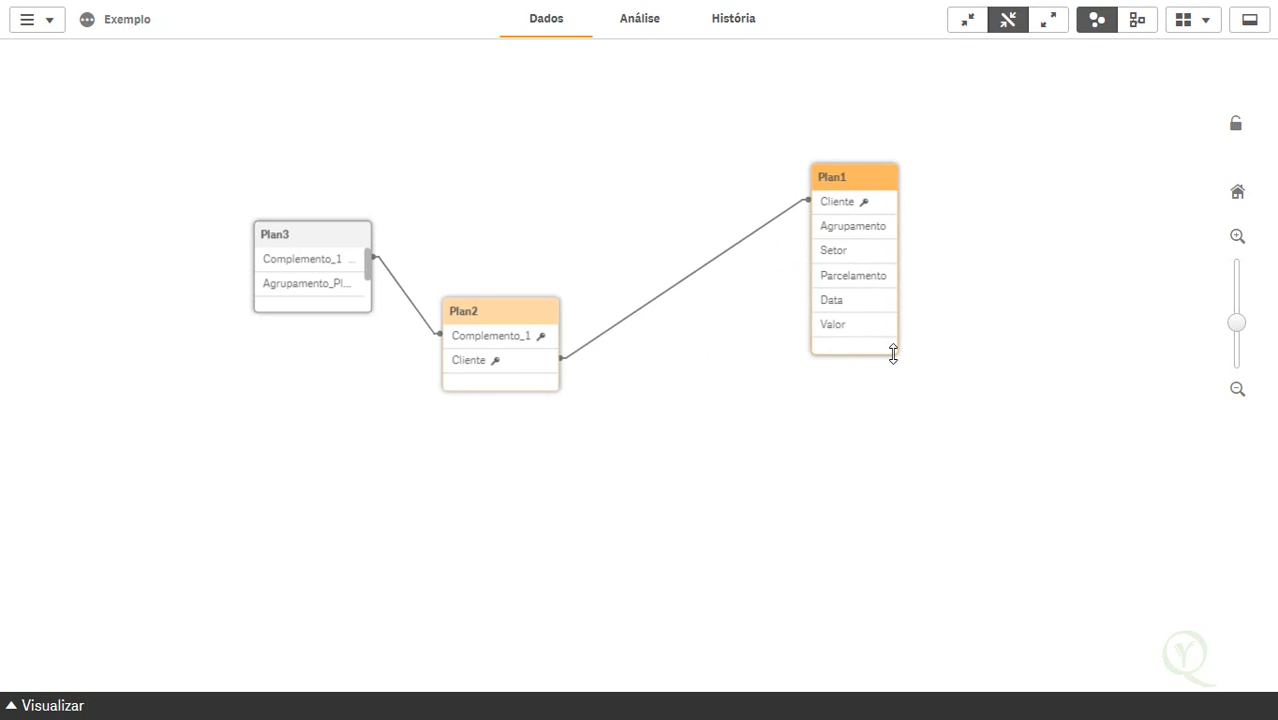 Exemplo
Dados
Análise
História
Plan3
Complemento_1 ...
Agrupamento_Pl...
Plan2
Complemento_1
Cliente
Plan1
Cliente
Agrupamento
Setor
Parcelamento
Data
Valor
Visualizar